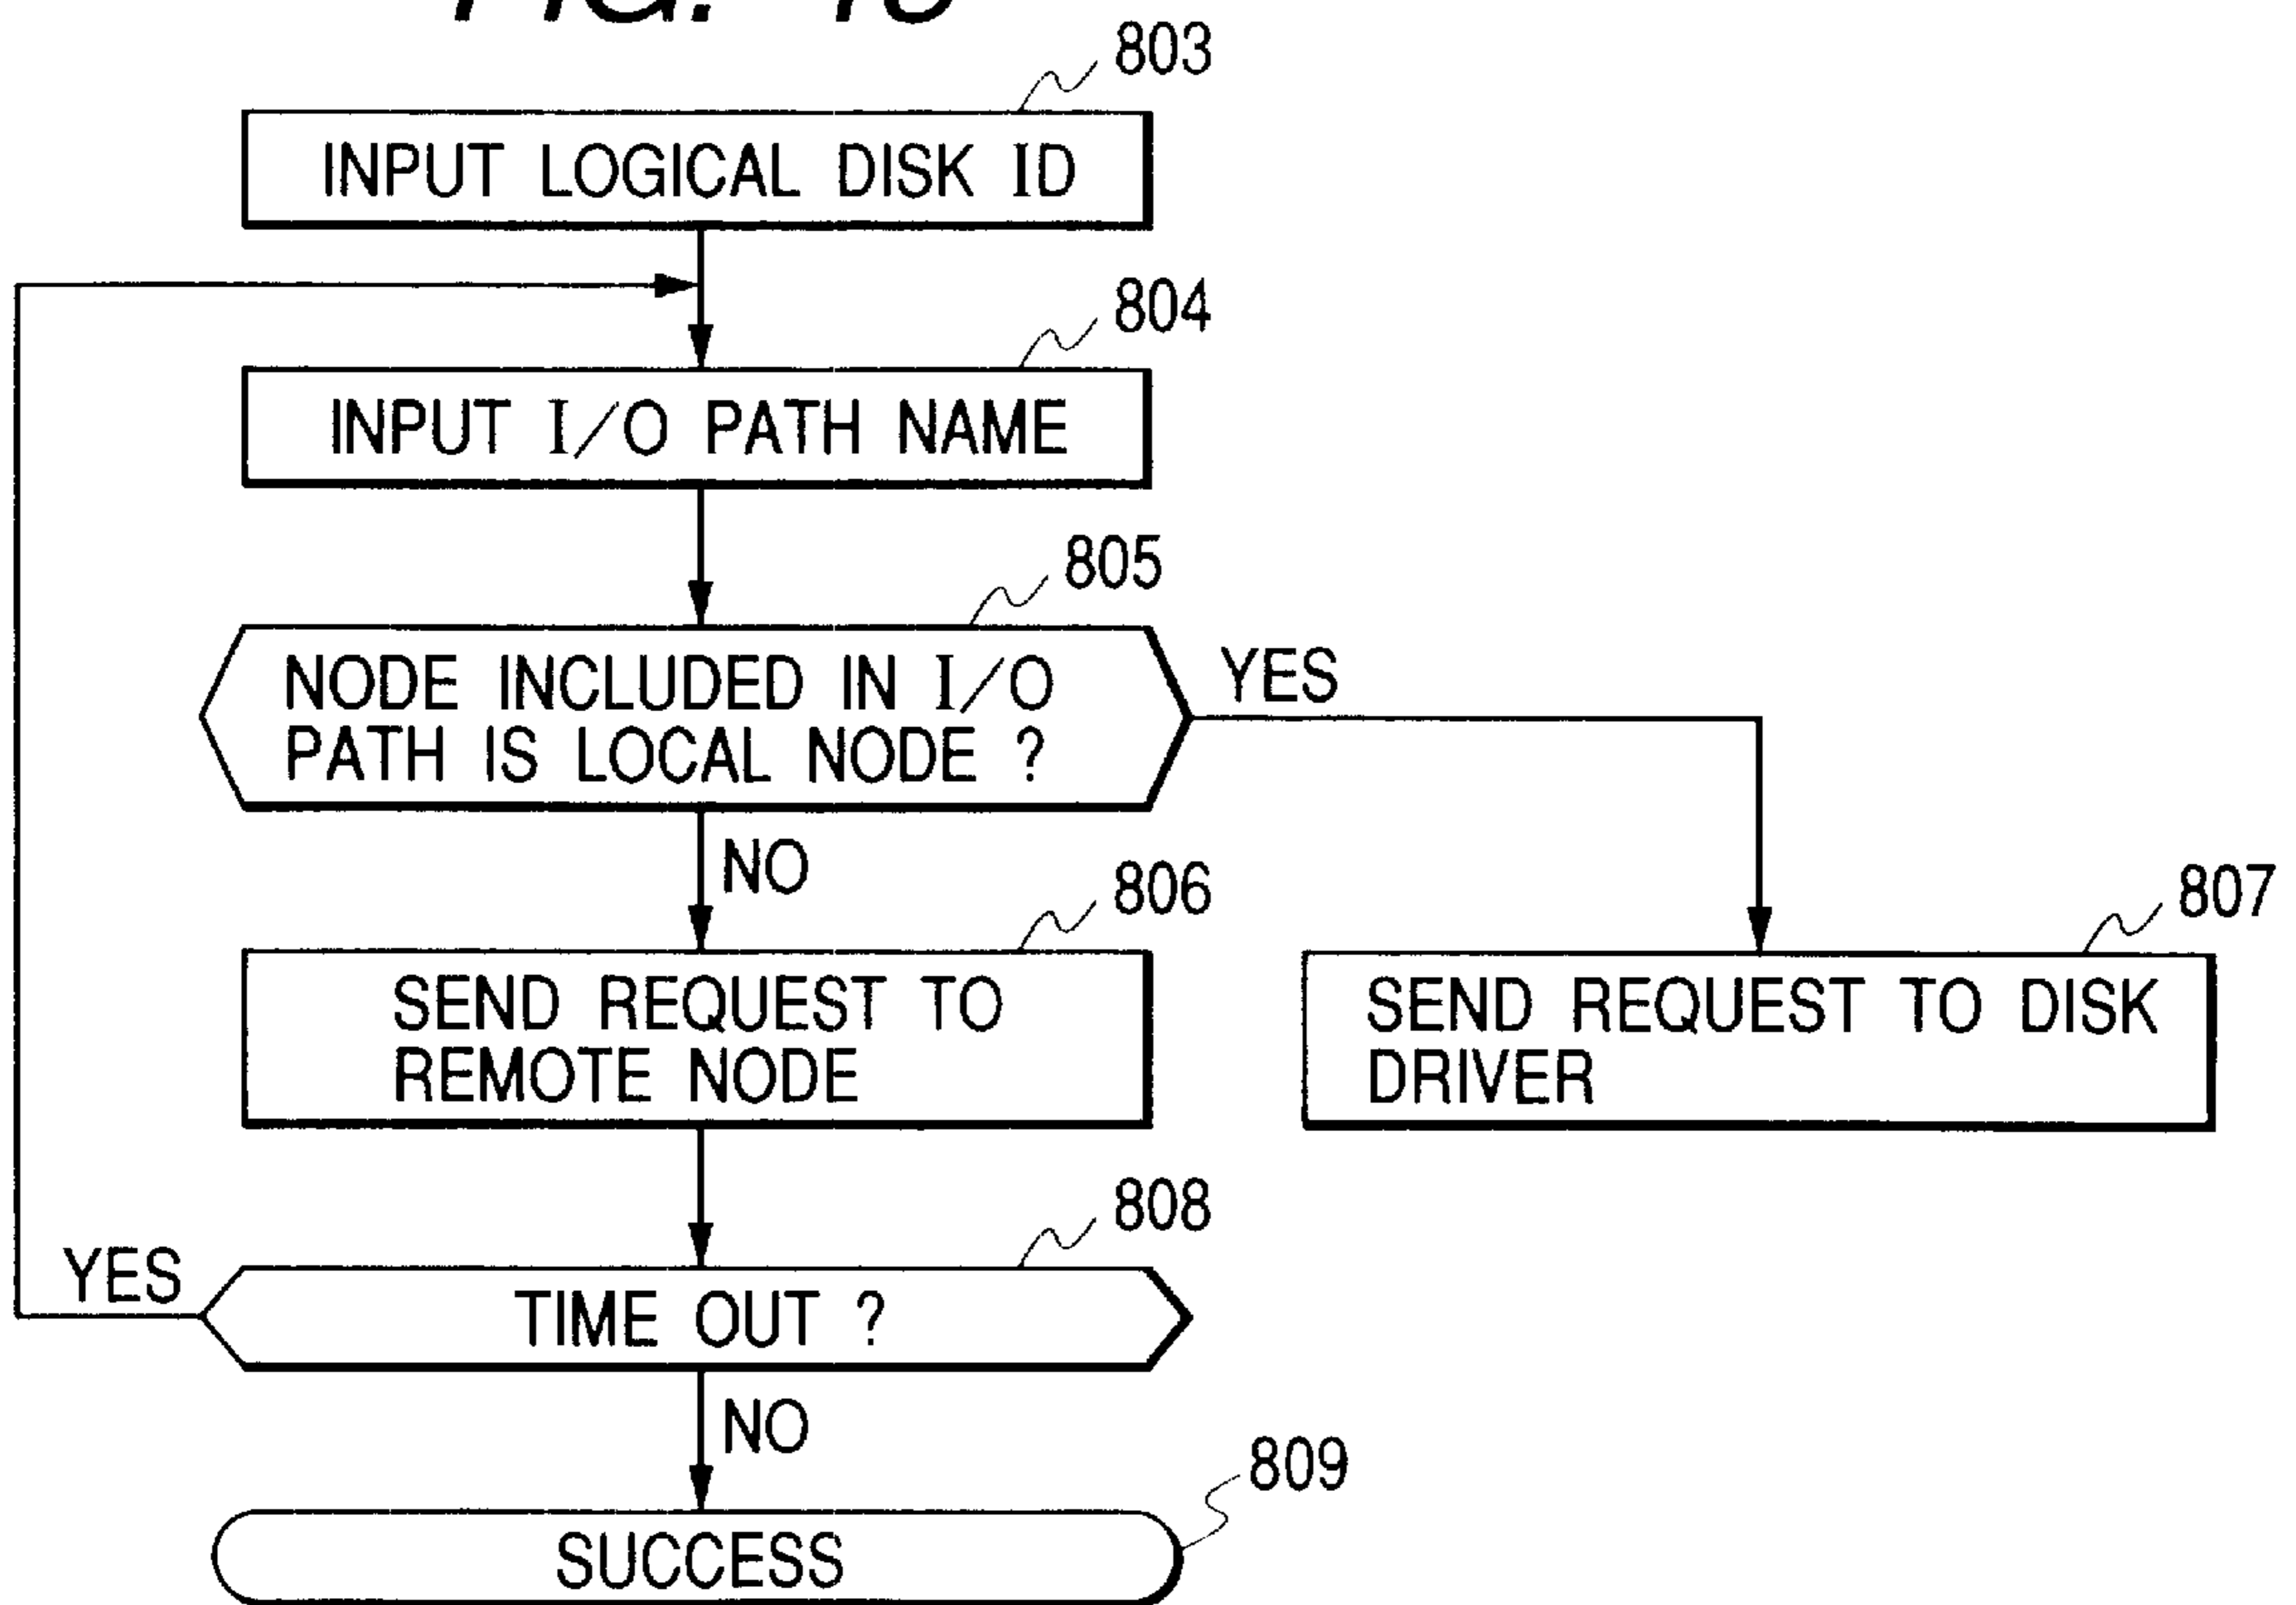 803
INPUT LOGICAL DISK ID
804
INPUT I/O PATH NAME
805
NODE INCLUDED IN I/O
PATH IS LOCAL NODE ?
YES
NO
806
SEND REQUEST TO
REMOTE NODE
807
SEND REQUEST TO DISK
DRIVER
808
YES
TIME OUT ?
NO
809
SUCCESS